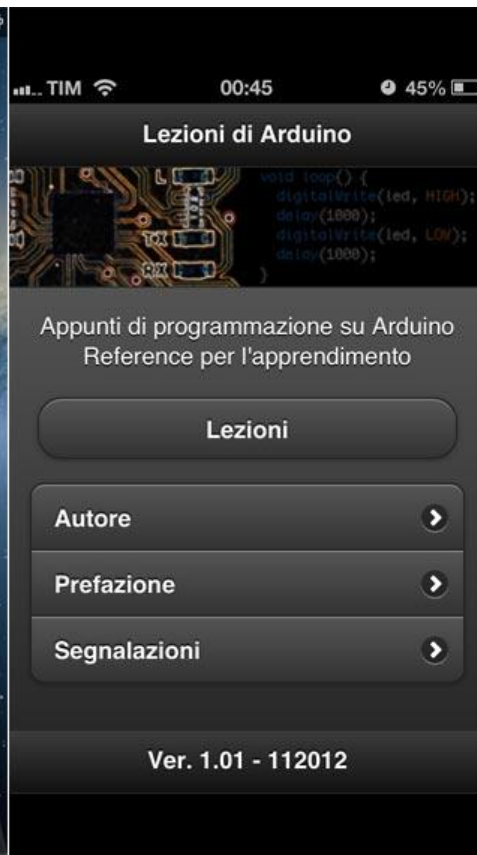 TIM 00:45 45%
Lezioni di Arduino
L
TX
RX
void loop() {
digitalWrite(led, HIGH);
delay(1000);
digitalWrite(led, LOW);
delay(1000);
}
Appunti di programmazione su Arduino
Reference per l'apprendimento
Lezioni
Autore
Prefazione
Segnalazioni
Ver. 1.01 - 112012